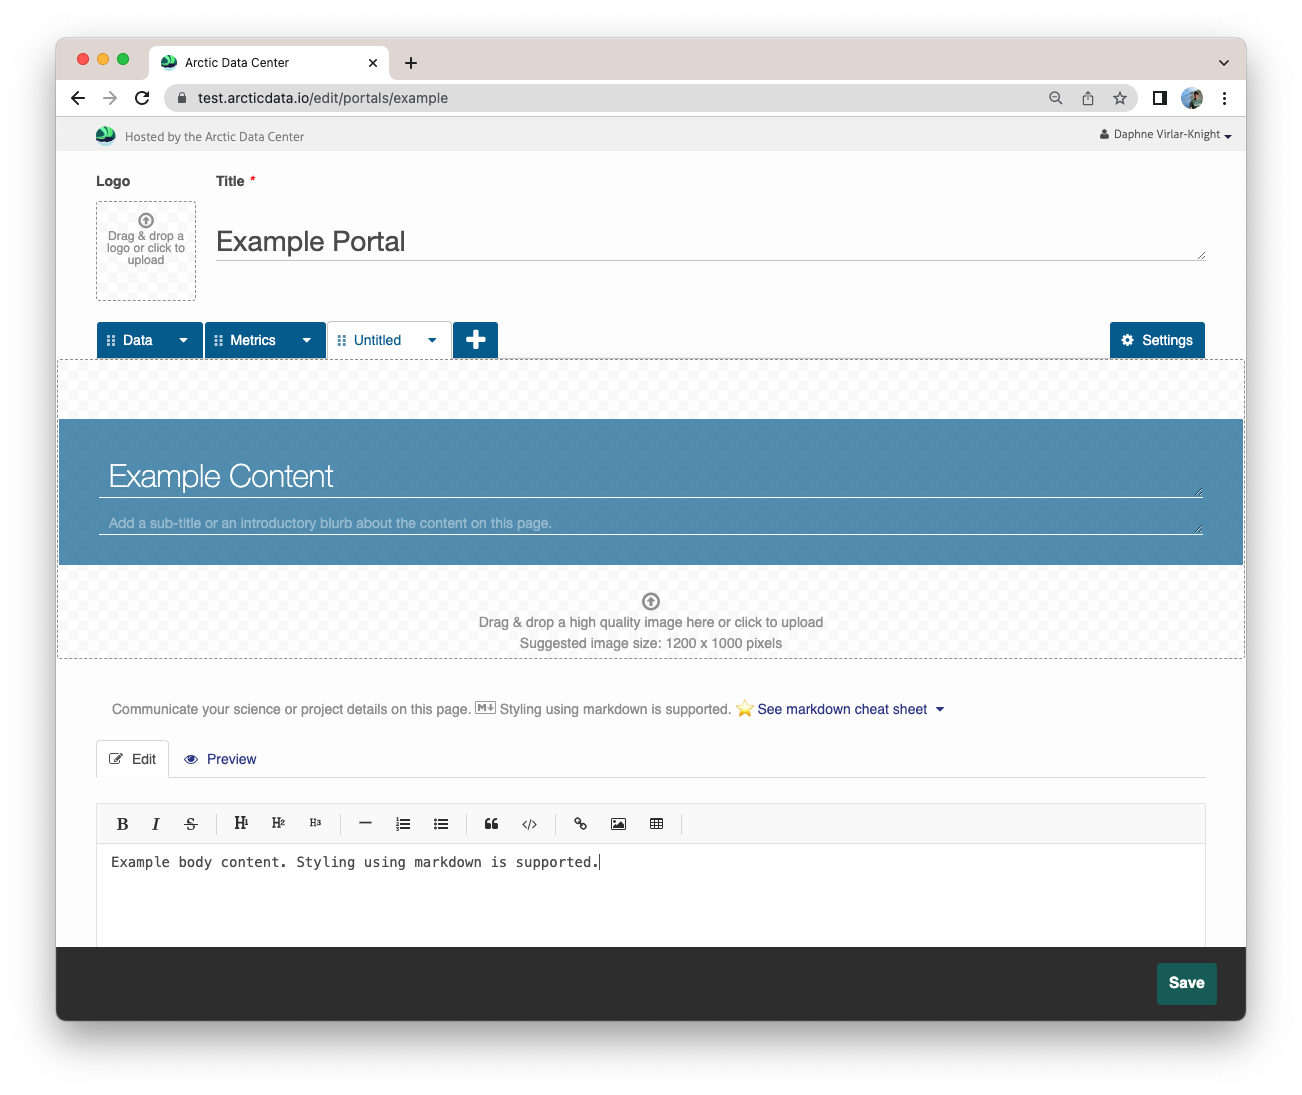 Arctic Data Center
test.arcticdata.io/edit/portals/example
Hosted by the Arctic Data Center
Daphne Virlar-Knight
Logo
Title *
Drag & drop a
logo or click to
upload
Example Portal
Data
Metrics
Untitled
Settings
Example Content
Add a sub-title or an introductory blurb about the content on this page.
Drag & drop a high quality image here or click to upload
Suggested image size: 1200 x 1000 pixels
Communicate your science or project details on this page. M Styling using markdown is supported. See markdown cheat sheet
Edit
Preview
B I S H1 H2 H3
Example body content. Styling using markdown is supported.
Save